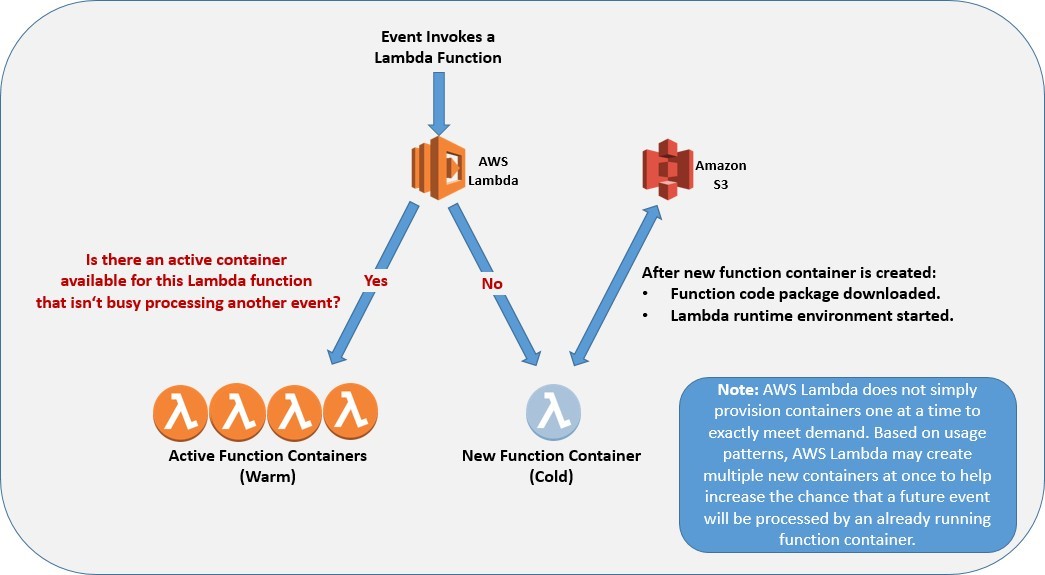 Event Invokes a
Lambda Function
AWS
Lambda
Amazon
S3
Is there an active container
available for this Lambda function
that isn‘t busy processing another event?
Yes
No
After new function container is created:
• Function code package downloaded.
• Lambda runtime environment started.
Active Function Containers
(Warm)
New Function Container
(Cold)
Note: AWS Lambda does not simply
provision containers one at a time to
exactly meet demand. Based on usage
patterns, AWS Lambda may create
multiple new containers at once to help
increase the chance that a future event
will be processed by an already running
function container.